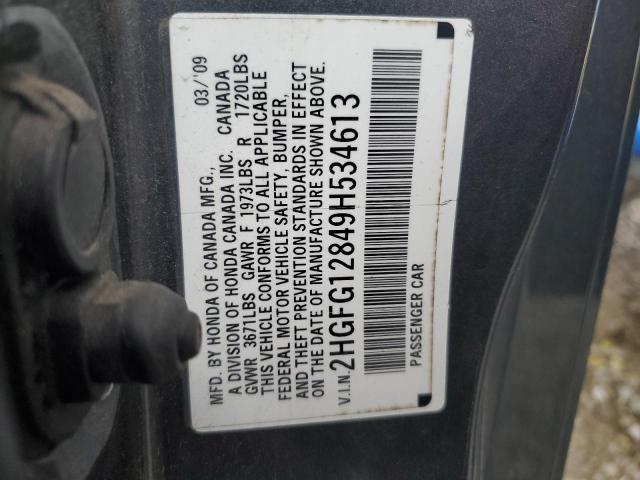 MFD. BY HONDA OF CANADA MFG., 03/'09
A DIVISION OF HONDA CANADA INC. CANADA
GVWR 3671LBS GAWR F 1973LBS R 1720LBS
THIS VEHICLE CONFORMS TO ALL APPLICABLE
FEDERAL MOTOR VEHICLE SAFETY, BUMPER,
AND THEFT PREVENTION STANDARDS IN EFFECT
ON THE DATE OF MANUFACTURE SHOWN ABOVE.
V.I.N. 2HGFG12849H534613
PASSENGER CAR